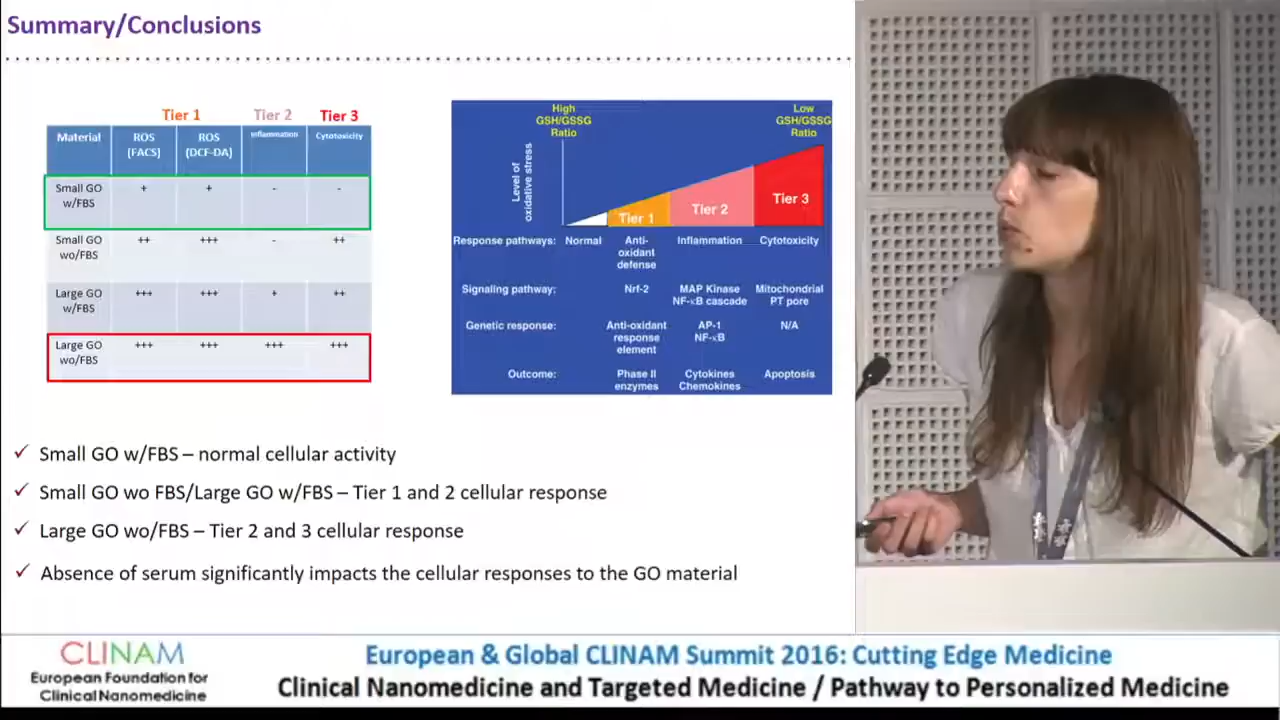 Summary/Conclusions
Tier 1 Tier 2 Tier 3
Material ROS (FACS) ROS (DCF-DA) Inflammation Cytotoxicity
Small GO w/FBS + + - -
Small GO wo/FBS ++ +++ - ++
Large GO w/FBS +++ +++ + ++
Large GO wo/FBS +++ +++ +++ +++
High GSH/GSSG Ratio
Low GSH/GSSG Ratio
Level of oxidative stress
Tier 1 Tier 2 Tier 3
Response pathways: Normal Anti-oxidant defense Inflammation Cytotoxicity
Signaling pathway: Nrf-2 MAP Kinase NF-κB cascade Mitochondrial PT pore
Genetic response: Anti-oxidant response element AP-1 NF-κB N/A
Outcome: Phase II enzymes Cytokines Chemokines Apoptosis
✓ Small GO w/FBS – normal cellular activity
✓ Small GO wo FBS/Large GO w/FBS – Tier 1 and 2 cellular response
✓ Large GO wo/FBS – Tier 2 and 3 cellular response
✓ Absence of serum significantly impacts the cellular responses to the GO material
CLINAM
European Foundation for
Clinical Nanomedicine
European & Global CLINAM Summit 2016: Cutting Edge Medicine
Clinical Nanomedicine and Targeted Medicine / Pathway to Personalized Medicine